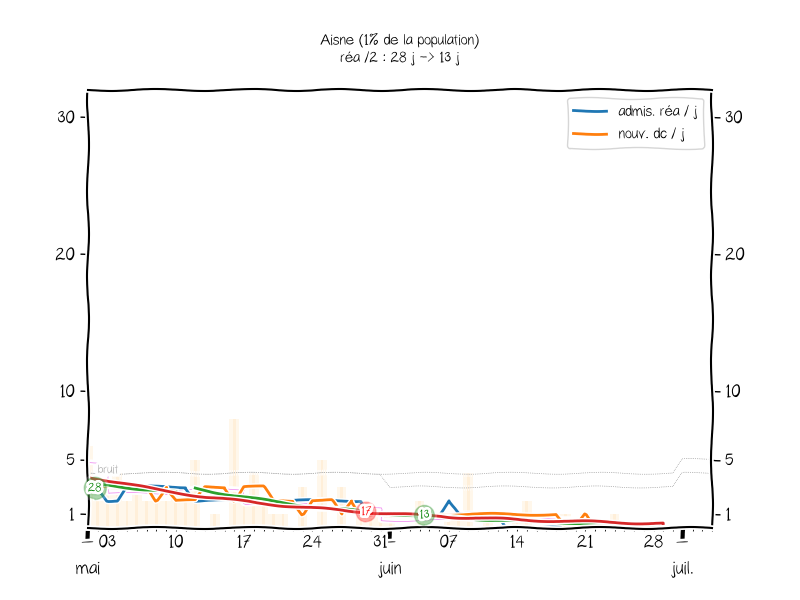 Aisne (1% de la population)
réa /2 : 28 j -> 13 j
admis. réa / j
nouv. dc / j
30 30
20 20
10 10
5 5
1 1
bruit
28
17
13
03 10 17 24 31 07 14 21 28
mai juin juil.